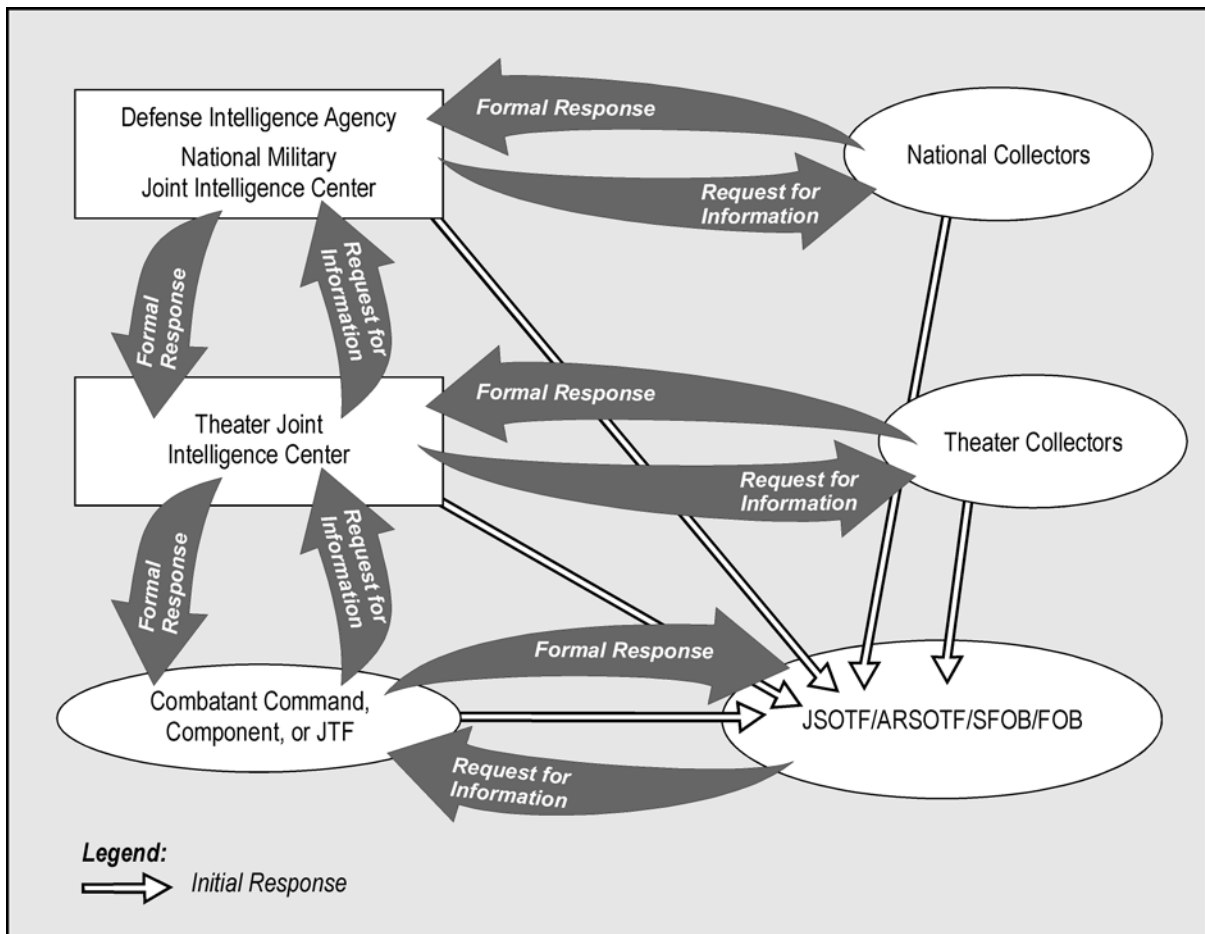 Defense Intelligence Agency
National Military
Joint Intelligence Center
Formal Response
National Collectors
Request for
Information
Formal
Response
Request for
Information
Theater Joint
Intelligence Center
Formal Response
Theater Collectors
Request for
Information
Formal
Response
Request for
Information
Combatant Command,
Component, or JTF
Formal Response
JSOTF/ARSOTF/SFOB/FOB
Request for
Information
Legend:
Initial Response